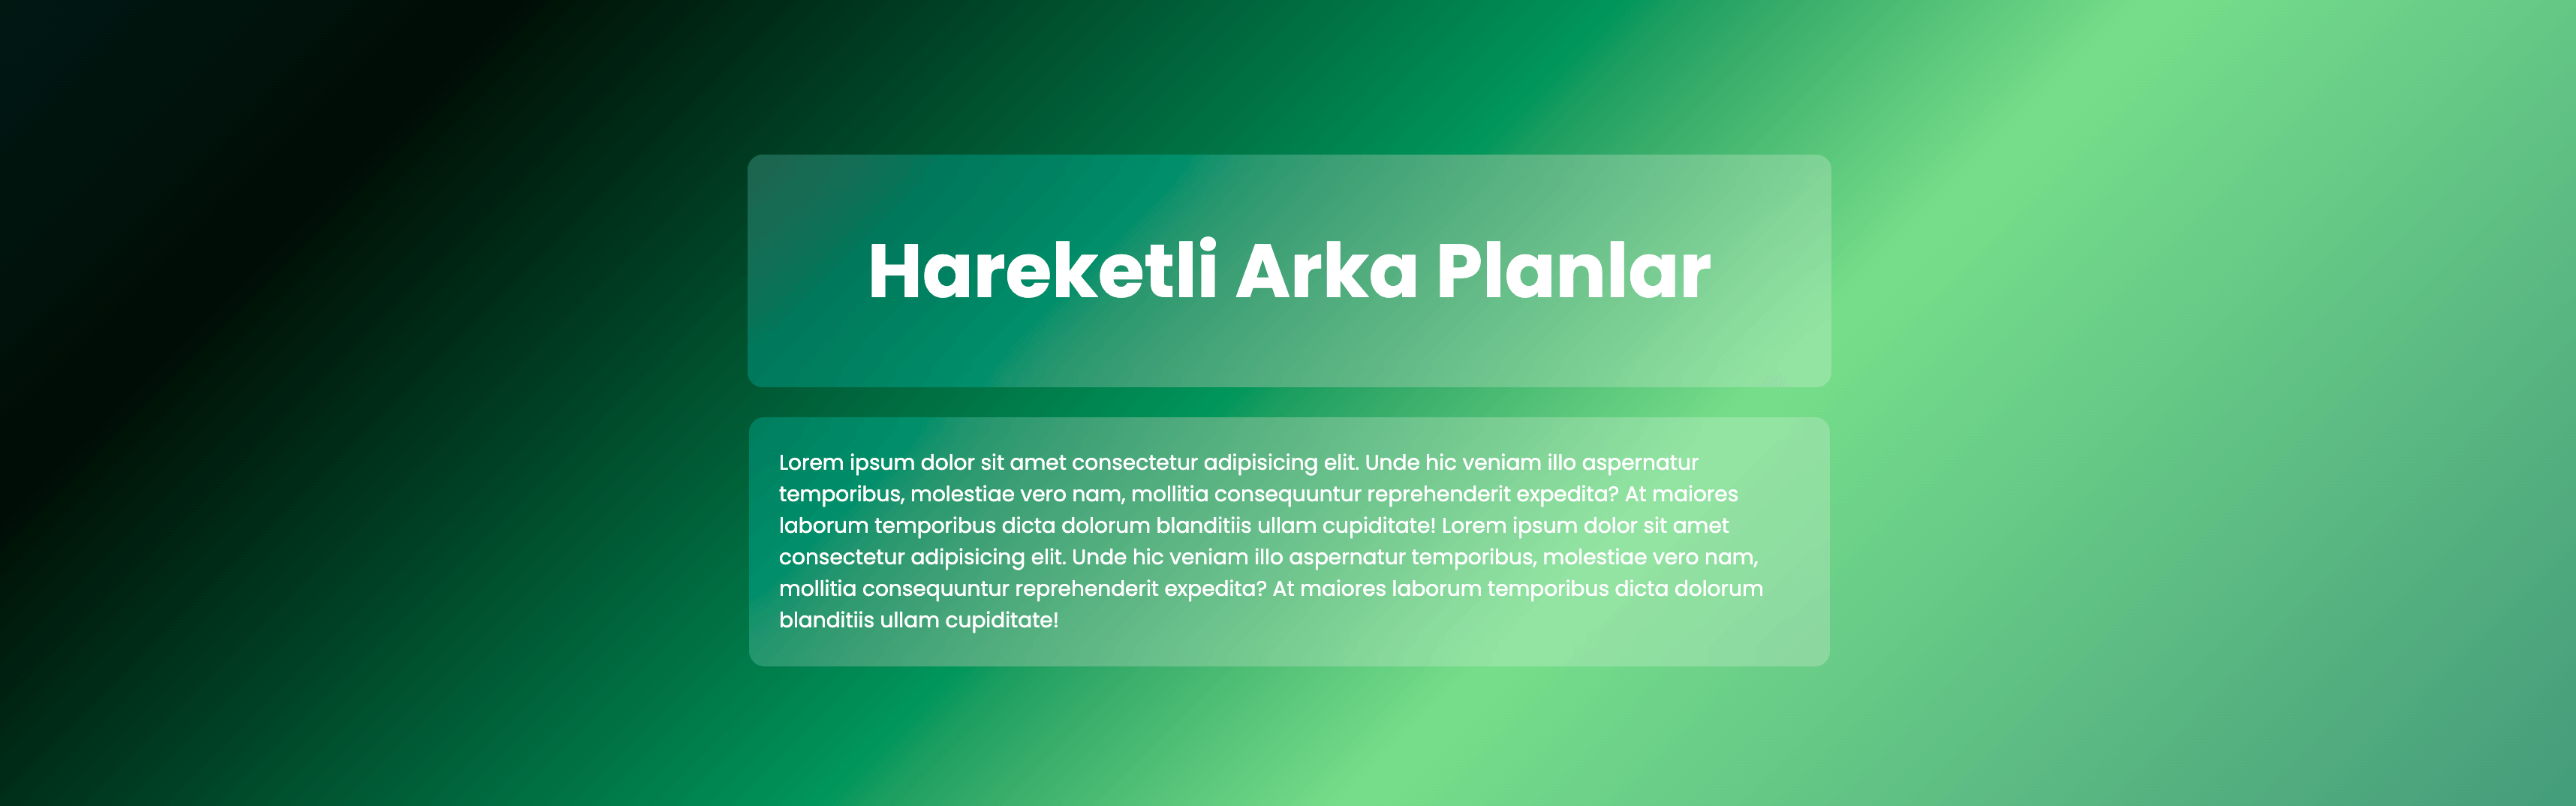 Hareketli Arka Planlar
Lorem ipsum dolor sit amet consectetur adipisicing elit. Unde hic veniam illo aspernatur
temporibus, molestiae vero nam, mollitia consequuntur reprehenderit expedita? At maiores
laborum temporibus dicta dolorum blanditiis ullam cupiditate! Lorem ipsum dolor sit amet
consectetur adipisicing elit. Unde hic veniam illo aspernatur temporibus, molestiae vero nam,
mollitia consequuntur reprehenderit expedita? At maiores laborum temporibus dicta dolorum
blanditiis ullam cupiditate!